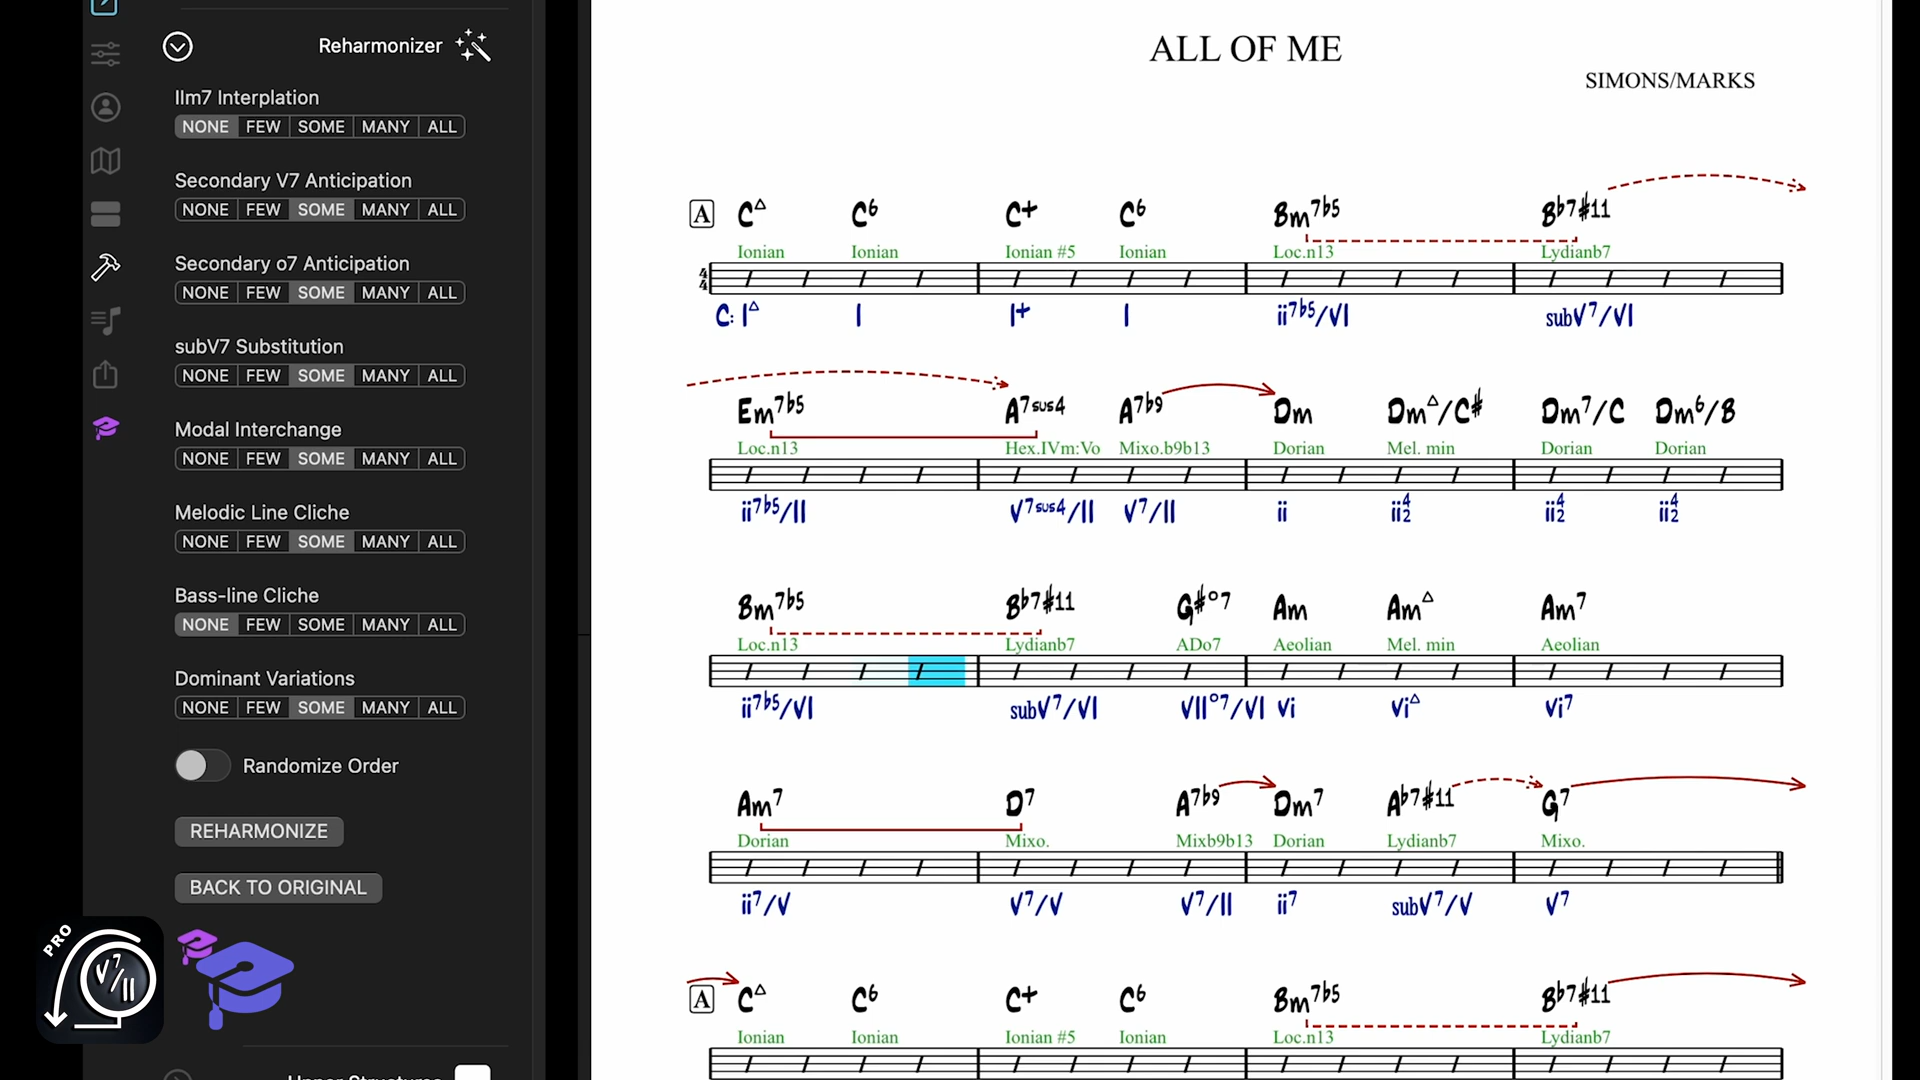 Reharmonizer
IIm7 Interplation
NONE FEW SOME MANY ALL
Secondary V7 Anticipation
NONE FEW SOME MANY ALL
Secondary o7 Anticipation
NONE FEW SOME MANY ALL
subV7 Substitution
NONE FEW SOME MANY ALL
Modal Interchange
NONE FEW SOME MANY ALL
Melodic Line Cliche
NONE FEW SOME MANY ALL
Bass-line Cliche
NONE FEW SOME MANY ALL
Dominant Variations
NONE FEW SOME MANY ALL
Randomize Order
REHARMONIZE
BACK TO ORIGINAL
PRO
V7/II
Upper Structures
ALL OF ME
SIMONS/MARKS
A C△ C6 C+ C6 Bm7b5 Bb7#11
Ionian Ionian Ionian #5 Ionian Loc.n13 Lydianb7
4/4
C: I△ I I+ I ii7b5/VI subV7/VI
Em7b5 A7sus4 A7b9 Dm Dm△/C# Dm7/C Dm6/B
Loc.n13 Hex.IVm:Vo Mixo.b9b13 Dorian Mel. min Dorian Dorian
ii7b5/II V7sus4/II V7/II ii ii42 ii42 ii42
Bm7b5 Bb7#11 G#°7 Am Am△ Am7
Loc.n13 Lydianb7 ADo7 Aeolian Mel. min Aeolian
ii7b5/VI subV7/VI VII°7/VI vi vi△ vi7
Am7 D7 A7b9 Dm7 Ab7#11 G7
Dorian Mixo. Mixb9b13 Dorian Lydianb7 Mixo.
ii7/V V7/V V7/II ii7 subV7/V V7
A C△ C6 C+ C6 Bm7b5 Bb7#11
Ionian Ionian Ionian #5 Ionian Loc.n13 Lydianb7